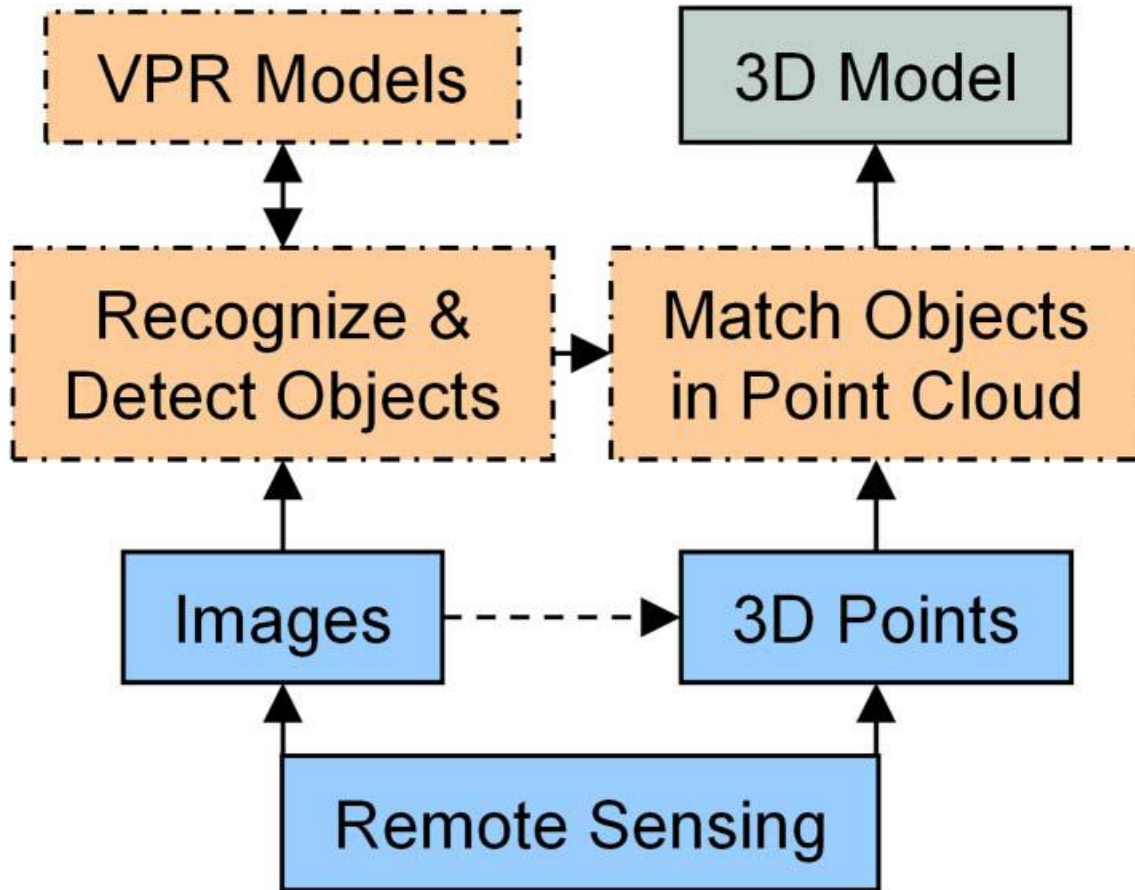 VPR Models
3D Model
Recognize &
Detect Objects
Match Objects
in Point Cloud
Images
3D Points
Remote Sensing